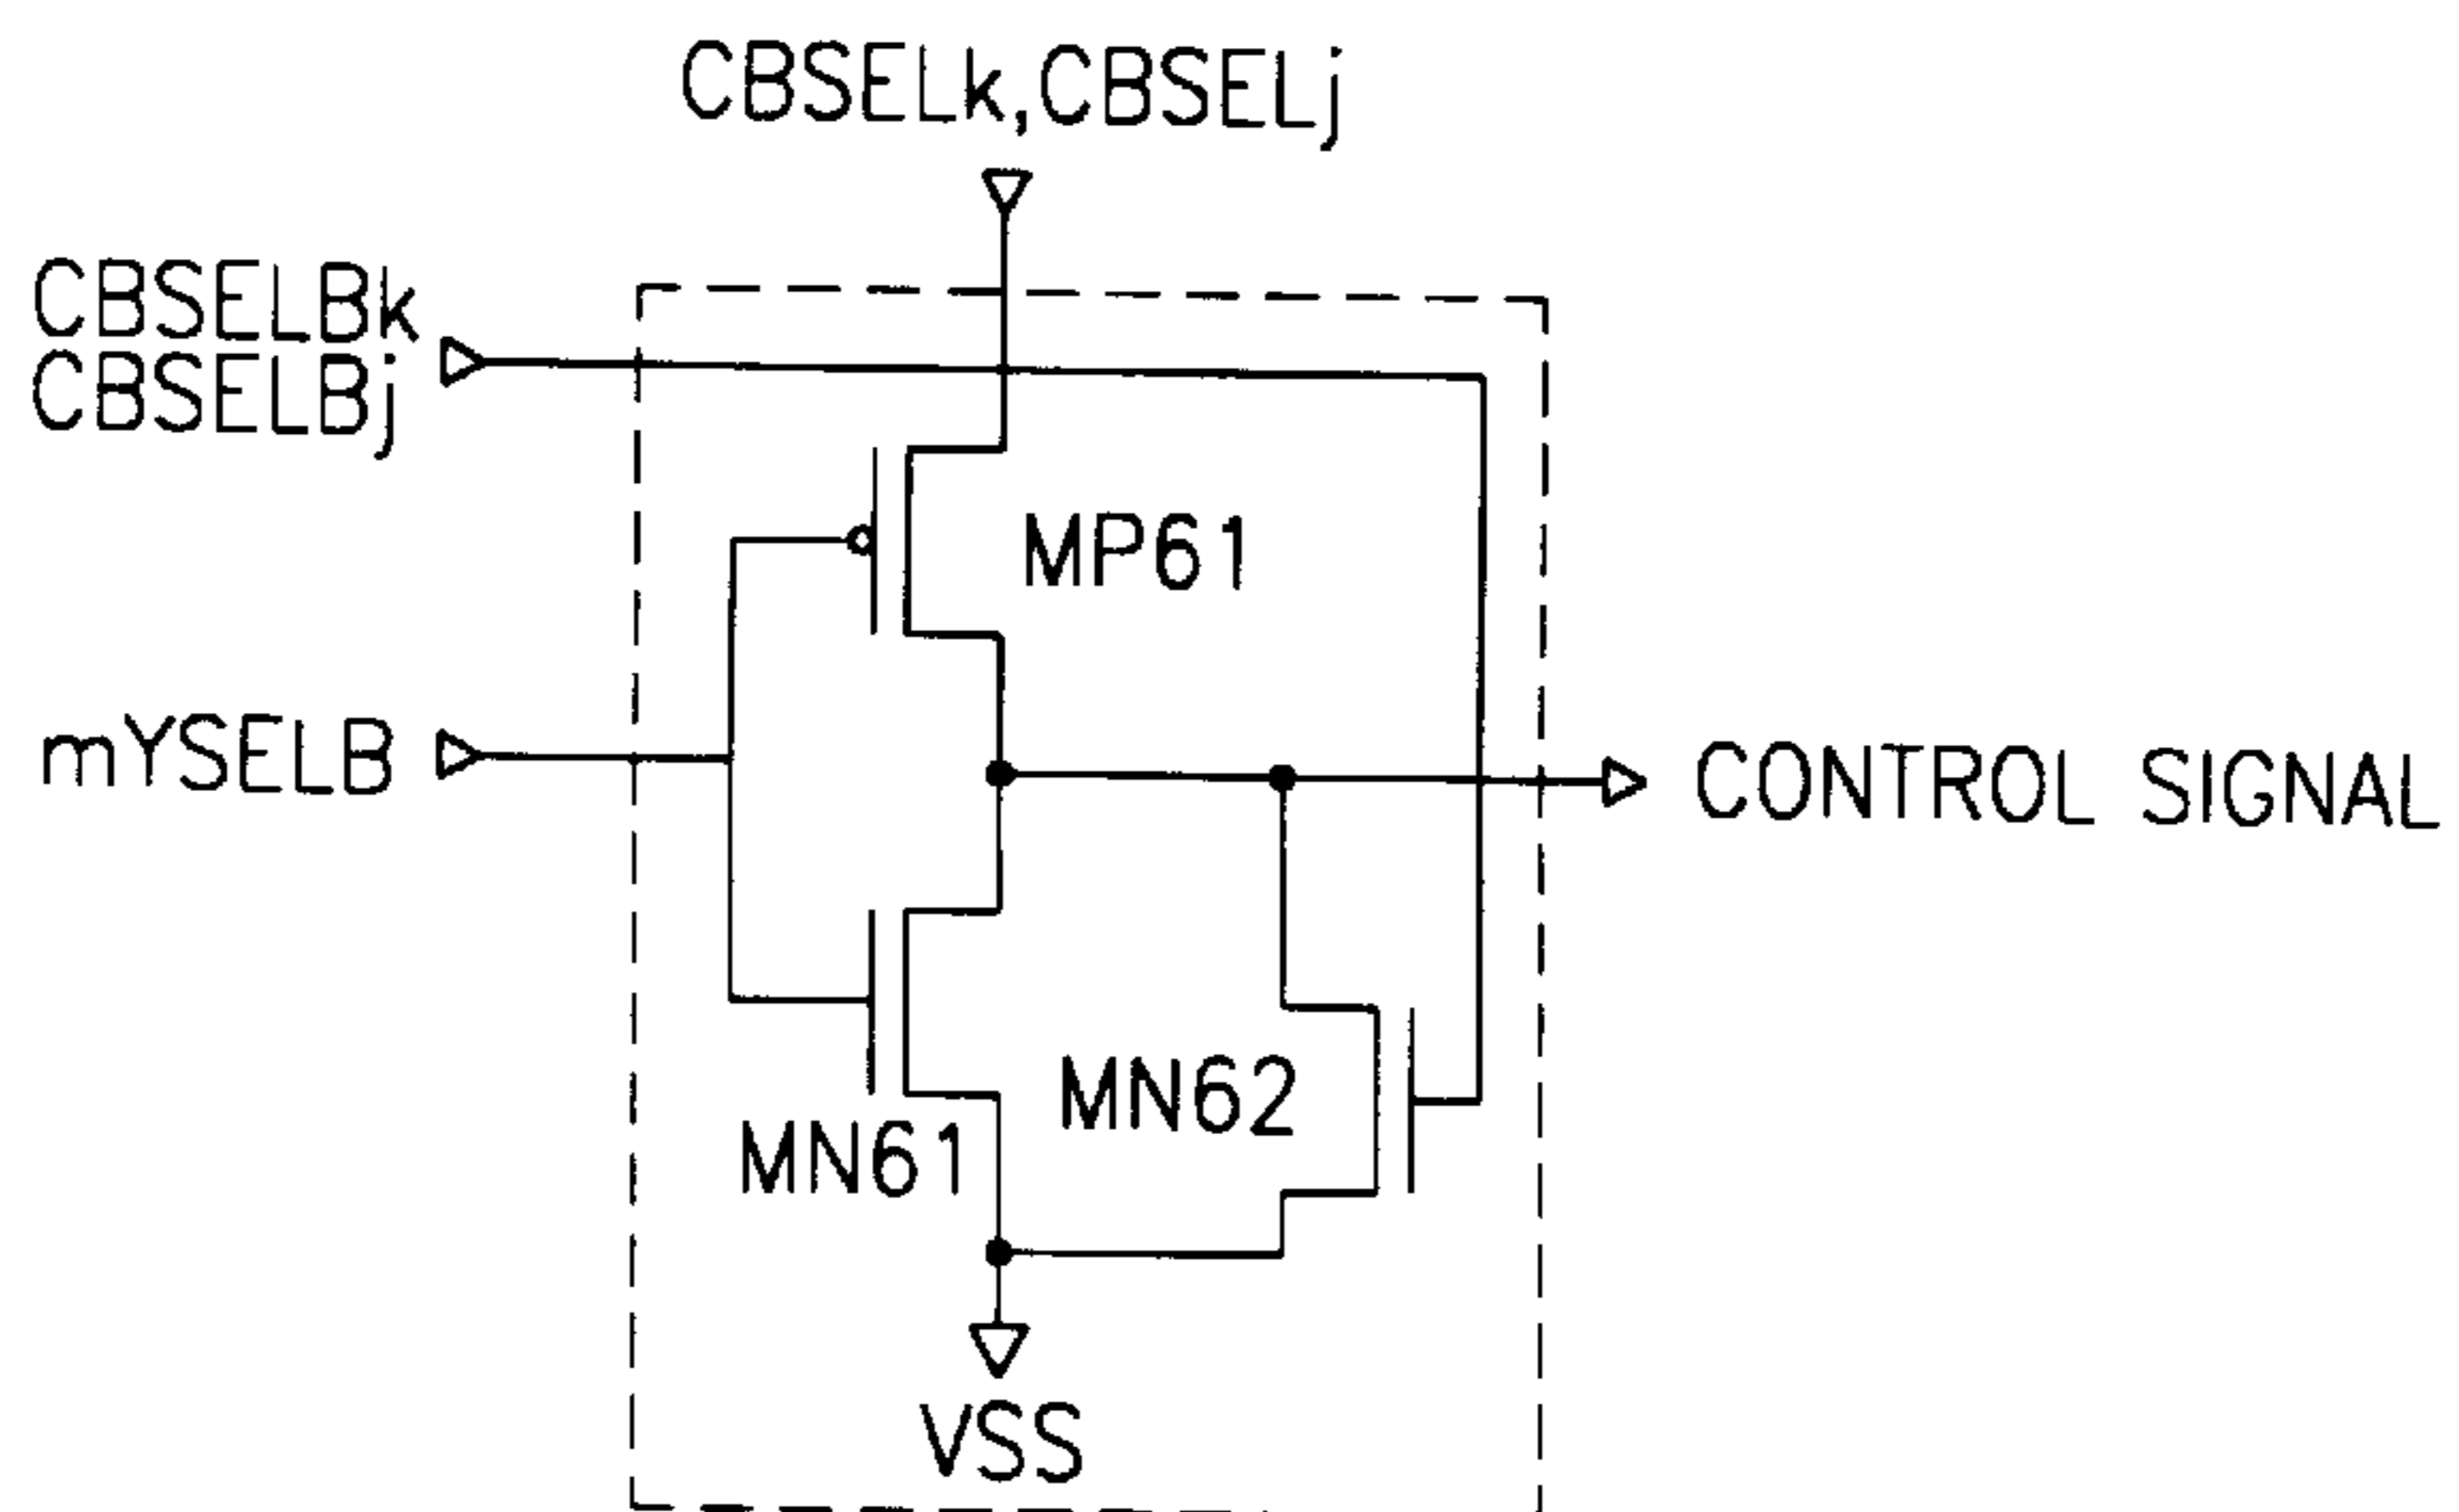 CBSELk,CBSELj
CBSELBk
CBSELBj
MP61
mYSELB
CONTROL SIGNAL
MN62
MN61
VSS